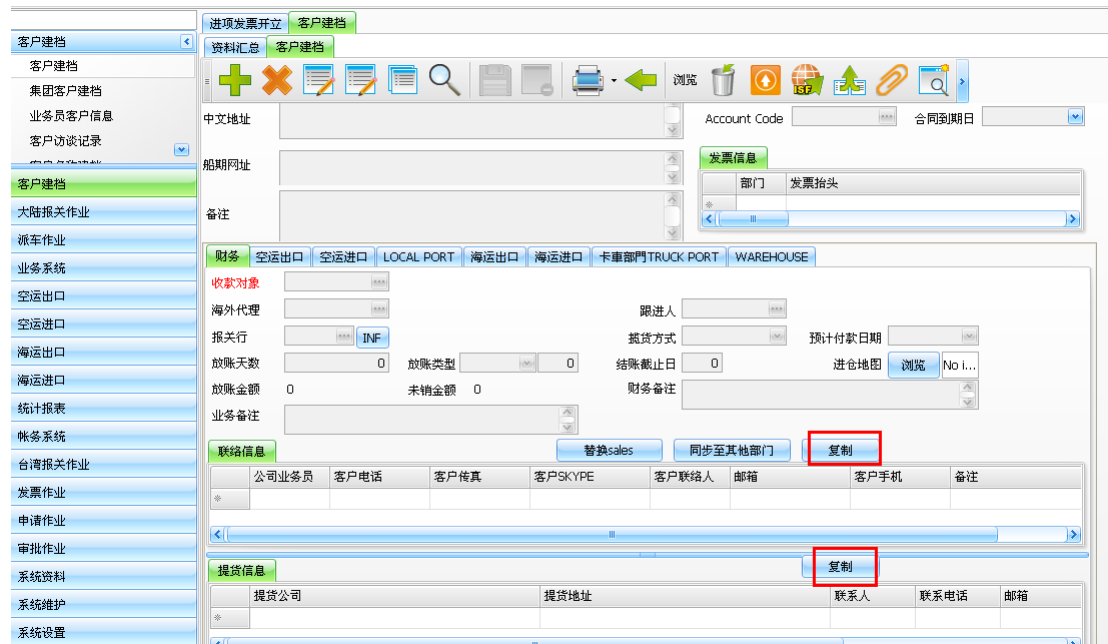 进项发票开立 客户建档
客户建档
资料汇总 客户建档
客户建档
集团客户建档
业务员客户信息
客户访谈记录
浏览
ISF
中文地址
Account Code
合同到期日
船期网址
发票信息
部门 发票抬头
备注
客户建档
大陆报关作业
派车作业
业务系统
空运出口
空运进口
海运出口
海运进口
统计报表
帐务系统
台湾报关作业
发票作业
申请作业
审批作业
系统资料
系统维护
系统设置
财务 空运出口 空运进口 LOCAL PORT 海运出口 海运进口 卡車部門TRUCK PORT WAREHOUSE
收款对象
海外代理 跟进人
报关行 INF 揽货方式 预计付款日期
放账天数 0 放账类型 0 结账截止日 0 进仓地图 浏览 No i...
放账金额 0 未销金额 0 财务备注
业务备注
联络信息 替换sales 同步至其他部门 复制
公司业务员 客户电话 客户传真 客户SKYPE 客户联络人 邮箱 客户手机 备注
提货信息 复制
提货公司 提货地址 联系人 联系电话 邮箱